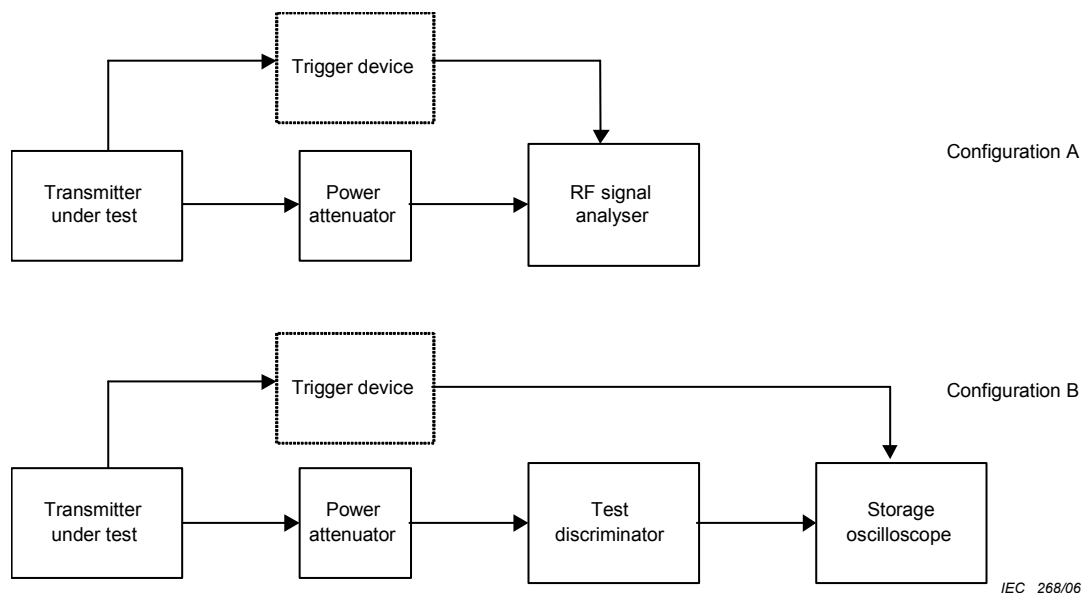 Trigger device
Configuration A
Transmitter
under test
Power
attenuator
RF signal
analyser
Trigger device
Configuration B
Transmitter
under test
Power
attenuator
Test
discriminator
Storage
oscilloscope
IEC 268/06